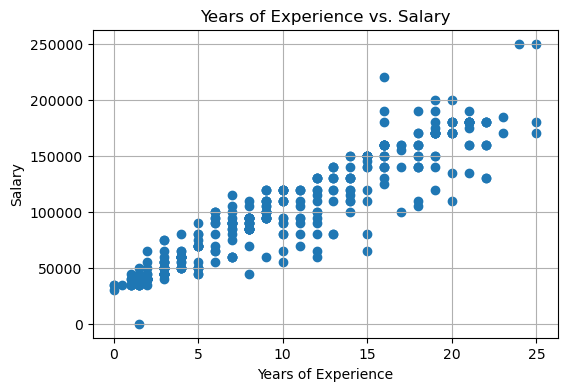 Years of Experience vs. Salary
250000
200000
150000
100000
50000
0
Salary
0 5 10 15 20 25
Years of Experience